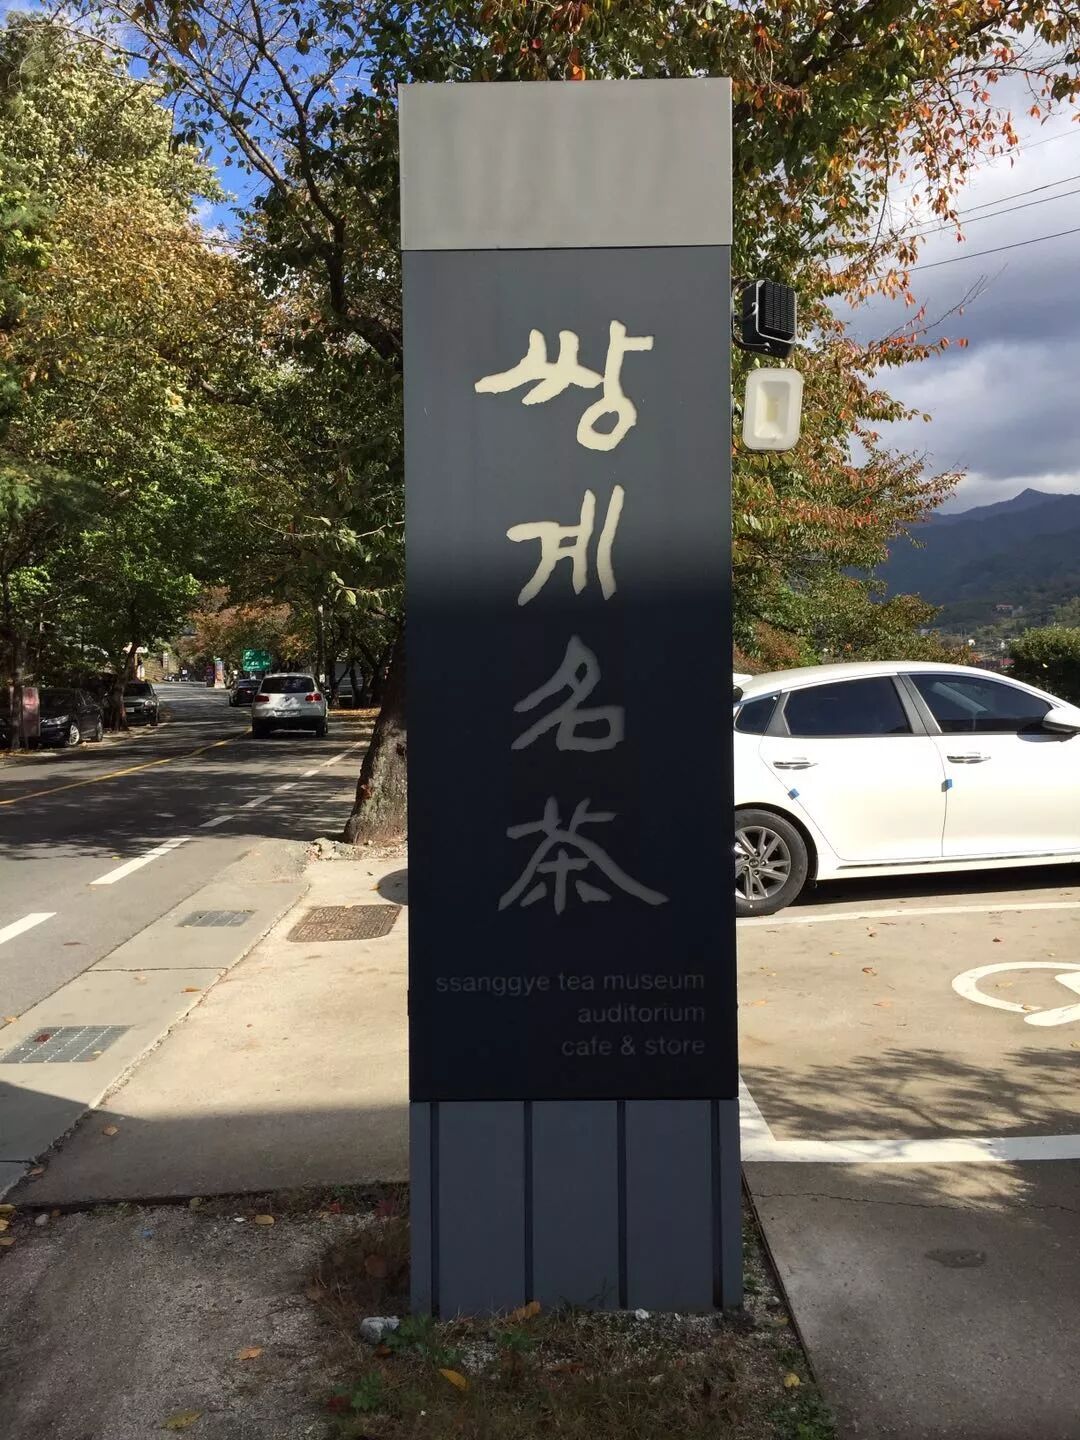 쌍계名茶
ssanggye tea museum
auditorium
cafe & store